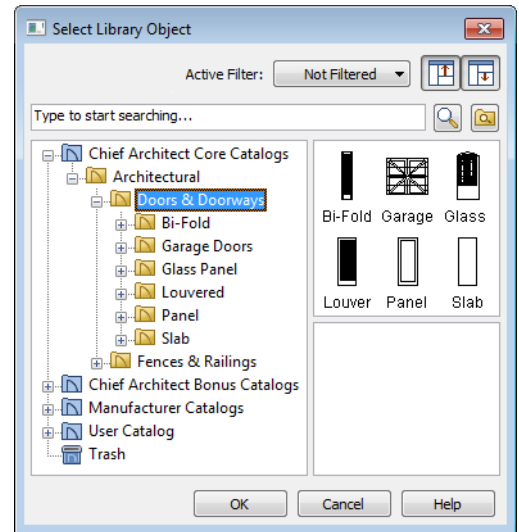 Select Library Object
Active Filter: Not Filtered
Type to start searching...
Chief Architect Core Catalogs
Architectural
Doors & Doorways
Bi-Fold
Garage Doors
Glass Panel
Louvered
Panel
Slab
Fences & Railings
Chief Architect Bonus Catalogs
Manufacturer Catalogs
User Catalog
Trash
Bi-Fold Garage Glass
Louver Panel Slab
OK Cancel Help